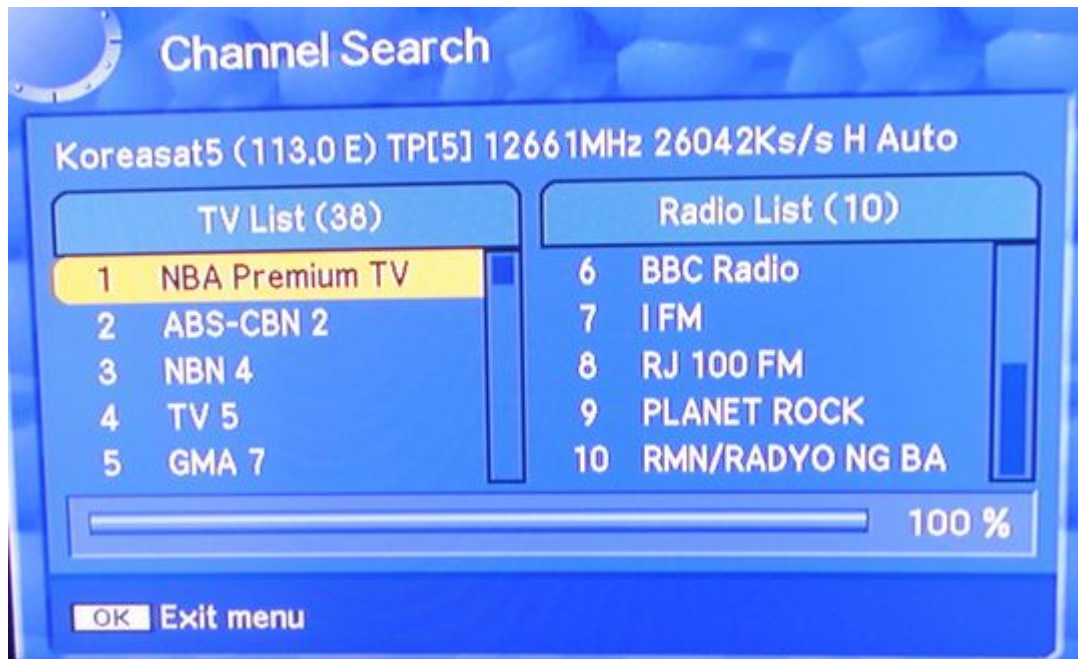 Channel Search
Koreasat5 (113.0 E) TP[5] 12661MHz 26042Ks/s H Auto
TV List (38)
1 NBA Premium TV
2 ABS-CBN 2
3 NBN 4
4 TV 5
5 GMA 7
Radio List (10)
6 BBC Radio
7 I FM
8 RJ 100 FM
9 PLANET ROCK
10 RMN/RADYO NG BA
100 %
OK Exit menu